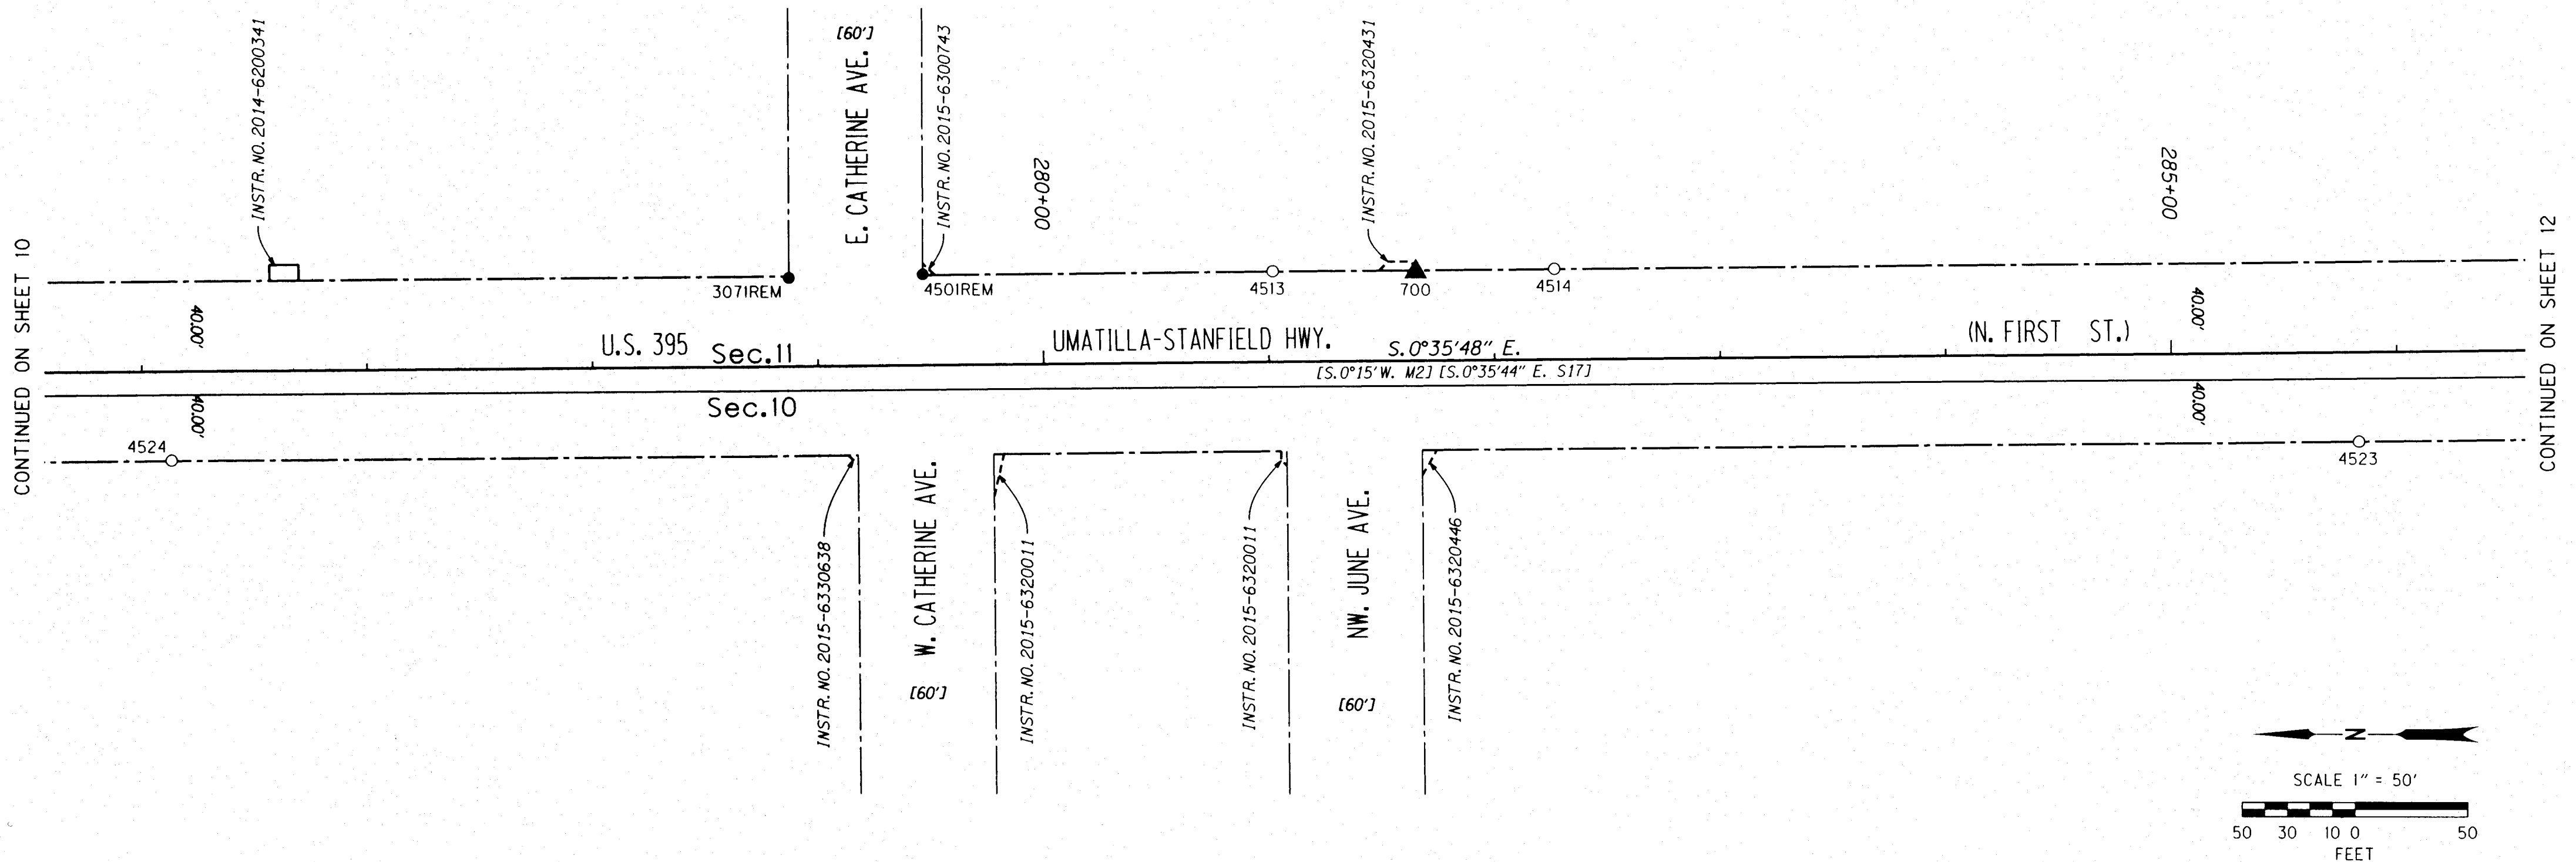 CONTINUED ON SHEET 10
INSTR. NO. 2014-6200341
[60']
E. CATHERINE AVE.
INSTR. NO. 2015-6300743
280+00
INSTR. NO. 2015-6320431
285+00
CONTINUED ON SHEET 12
3071REM
4501REM
4513
700
4514
40.00'
40.00'
U.S. 395
Sec.11
UMATILLA-STANFIELD HWY.
S. 0°35'48" E.
(N. FIRST ST.)
[S. 0°15' W. M2] [S. 0°35'44" E. S17]
40.00'
Sec.10
40.00'
4524
4523
INSTR. NO. 2015-6330638
W. CATHERINE AVE.
[60']
INSTR. NO. 2015-6320011
INSTR. NO. 2015-6320011
NW. JUNE AVE.
[60']
INSTR. NO. 2015-6320446
N
SCALE 1" = 50'
50 30 10 0 50
FEET